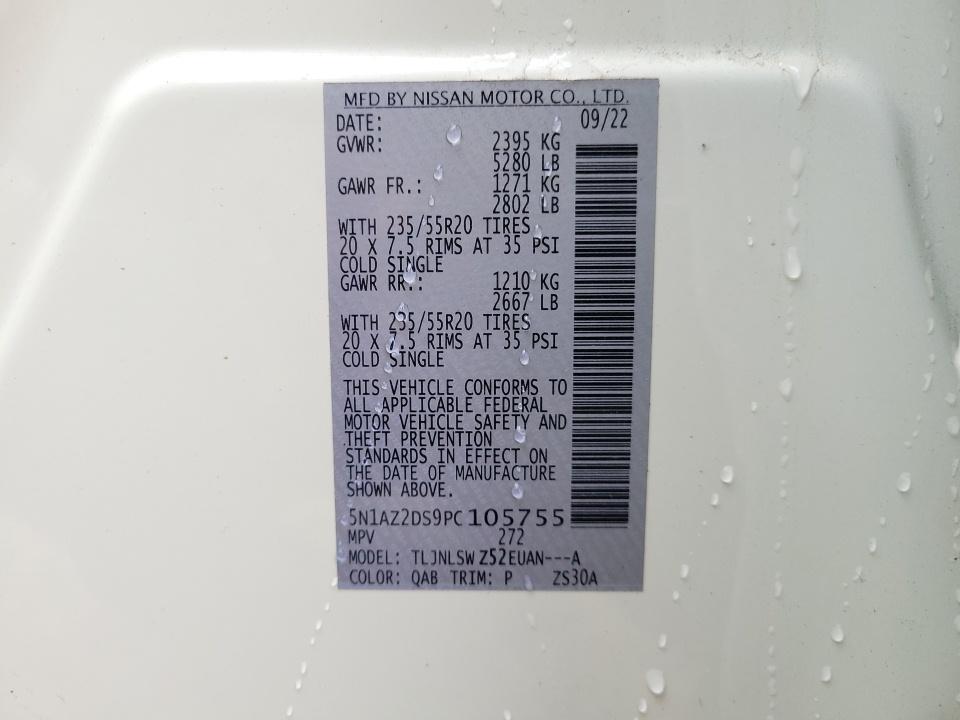 MFD BY NISSAN MOTOR CO., LTD.
DATE: 09/22
GVWR: 2395 KG
5280 LB
GAWR FR.: 1271 KG
2802 LB
WITH 235/55R20 TIRES
20 X 7.5 RIMS AT 35 PSI
COLD SINGLE
GAWR RR.: 1210 KG
2667 LB
WITH 235/55R20 TIRES
20 X 7.5 RIMS AT 35 PSI
COLD SINGLE
THIS VEHICLE CONFORMS TO
ALL APPLICABLE FEDERAL
MOTOR VEHICLE SAFETY AND
THEFT PREVENTION
STANDARDS IN EFFECT ON
THE DATE OF MANUFACTURE
SHOWN ABOVE.
5N1AZ2DS9PC105755
MPV 272
MODEL: TLJNLSW Z52EUAN---A
COLOR: QAB TRIM: P ZS30A